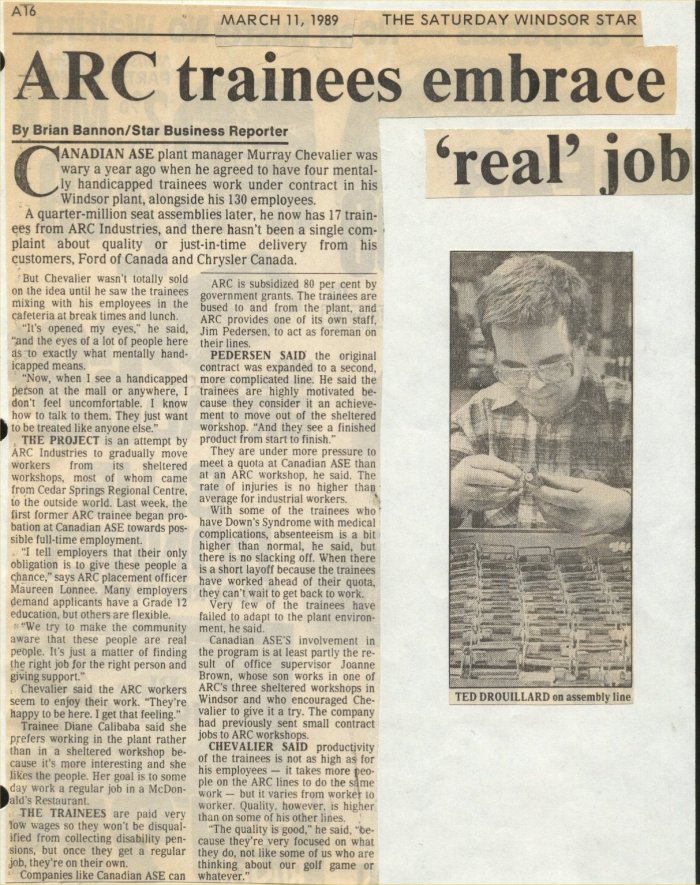 A16
MARCH 11, 1989 THE SATURDAY WINDSOR STAR
ARC trainees embrace
'real' job
By Brian Bannon/Star Business Reporter
CANADIAN ASE plant manager Murray Chevalier was
wary a year ago when he agreed to have four mental-
ly handicapped trainees work under contract in his
Windsor plant, alongside his 130 employees.
A quarter-million seat assemblies later, he now has 17 train-
ees from ARC Industries, and there hasn't been a single com-
plaint about quality or just-in-time delivery from his
customers, Ford of Canada and Chrysler Canada.
But Chevalier wasn't totally sold
on the idea until he saw the trainees
mixing with his employees in the
cafeteria at break times and lunch.
"It's opened my eyes," he said,
"and the eyes of a lot of people here
as to exactly what mentally hand-
icapped means.
"Now, when I see a handicapped
person at the mall or anywhere, I
don't feel uncomfortable. I know
how to talk to them. They just want
to be treated like anyone else."
THE PROJECT is an attempt by
ARC Industries to gradually move
workers from its sheltered
workshops, most of whom came
from Cedar Springs Regional Centre,
to the outside world. Last week, the
first former ARC trainee began pro-
bation at Canadian ASE towards pos-
sible full-time employment.
"I tell employers that their only
obligation is to give these people a
chance," says ARC placement officer
Maureen Lonnee. Many employers
demand applicants have a Grade 12
education, but others are flexible.
"We try to make the community
aware that these people are real
people. It's just a matter of finding
the right job for the right person and
giving support."
Chevalier said the ARC workers
seem to enjoy their work. "They're
happy to be here. I get that feeling."
Trainee Diane Calibaba said she
prefers working in the plant rather
than in a sheltered workshop be-
cause it's more interesting and she
likes the people. Her goal is to some
day work a regular job in a McDon-
ald's Restaurant.
THE TRAINEES are paid very
low wages so they won't be disqual-
ified from collecting disability pen-
sions, but once they get a regular
job, they're on their own.
Companies like Canadian ASE can
ARC is subsidized 80 per cent by
government grants. The trainees are
bused to and from the plant, and
ARC provides one of its own staff,
Jim Pedersen, to act as foreman on
their lines.
PEDERSEN SAID the original
contract was expanded to a second,
more complicated line. He said the
trainees are highly motivated be-
cause they consider it an achieve-
ment to move out of the sheltered
workshop. "And they see a finished
product from start to finish."
They are under more pressure to
meet a quota at Canadian ASE than
at an ARC workshop, he said. The
rate of injuries is no higher than
average for industrial workers.
With some of the trainees who
have Down's Syndrome with medical
complications, absenteeism is a bit
higher than normal, he said, but
there is no slacking off. When there
is a short layoff because the trainees
have worked ahead of their quota,
they can't wait to get back to work.
Very few of the trainees have
failed to adapt to the plant environ-
ment, he said.
Canadian ASE'S involvement in
the program is at least partly the re-
sult of office supervisor Joanne
Brown, whose son works in one of
ARC's three sheltered workshops in
Windsor and who encouraged Che-
valier to give it a try. The company
had previously sent small contract
jobs to ARC workshops.
CHEVALIER SAID productivity
of the trainees is not as high as for
his employees — it takes more peo-
ple on the ARC lines to do the same
work — but it varies from worker to
worker. Quality, however, is higher
than on some of his other lines.
"The quality is good," he said, "be-
cause they're very focused on what
they do, not like some of us who are
thinking about our golf game or
whatever."
TED DROUILLARD on assembly line